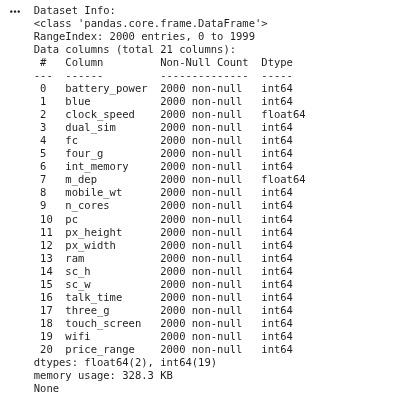 ••• Dataset Info:
<class 'pandas.core.frame.DataFrame'>
RangeIndex: 2000 entries, 0 to 1999
Data columns (total 21 columns):
 #   Column         Non-Null Count  Dtype
---  ------         --------------  -----
 0   battery_power  2000 non-null   int64
 1   blue           2000 non-null   int64
 2   clock_speed    2000 non-null   float64
 3   dual_sim       2000 non-null   int64
 4   fc             2000 non-null   int64
 5   four_g         2000 non-null   int64
 6   int_memory     2000 non-null   int64
 7   m_dep          2000 non-null   float64
 8   mobile_wt      2000 non-null   int64
 9   n_cores        2000 non-null   int64
 10  pc             2000 non-null   int64
 11  px_height      2000 non-null   int64
 12  px_width       2000 non-null   int64
 13  ram            2000 non-null   int64
 14  sc_h           2000 non-null   int64
 15  sc_w           2000 non-null   int64
 16  talk_time      2000 non-null   int64
 17  three_g        2000 non-null   int64
 18  touch_screen   2000 non-null   int64
 19  wifi           2000 non-null   int64
 20  price_range    2000 non-null   int64
dtypes: float64(2), int64(19)
memory usage: 328.3 KB
None